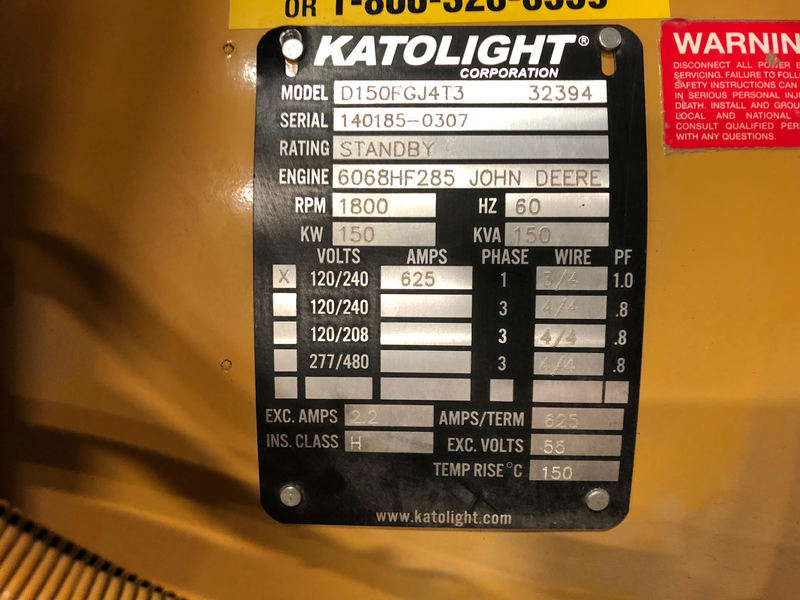 OR 1-800-326-6999
KATOLIGHT®
CORPORATION
MODEL D150FGJ4T3 32394
SERIAL 140185-0307
RATING STANDBY
ENGINE 6068HF285 JOHN DEERE
RPM 1800 HZ 60
KW 150 KVA 150
VOLTS AMPS PHASE WIRE PF
X 120/240 625 1 3/4 1.0
120/240 3 4/4 .8
120/208 3 4/4 .8
277/480 3 4/4 .8
EXC. AMPS 2.2 AMPS/TERM 625
INS. CLASS H EXC. VOLTS 55
TEMP RISE °C 150
www.katolight.com
WARNIN
DISCONNECT ALL POWER B
SERVICING. FAILURE TO FOLL
SAFETY INSTRUCTIONS CAN
IN SERIOUS PERSONAL INJ
DEATH. INSTALL AND GROU
LOCAL AND NATIONAL
CONSULT QUALIFIED PER
WITH ANY QUESTIONS.